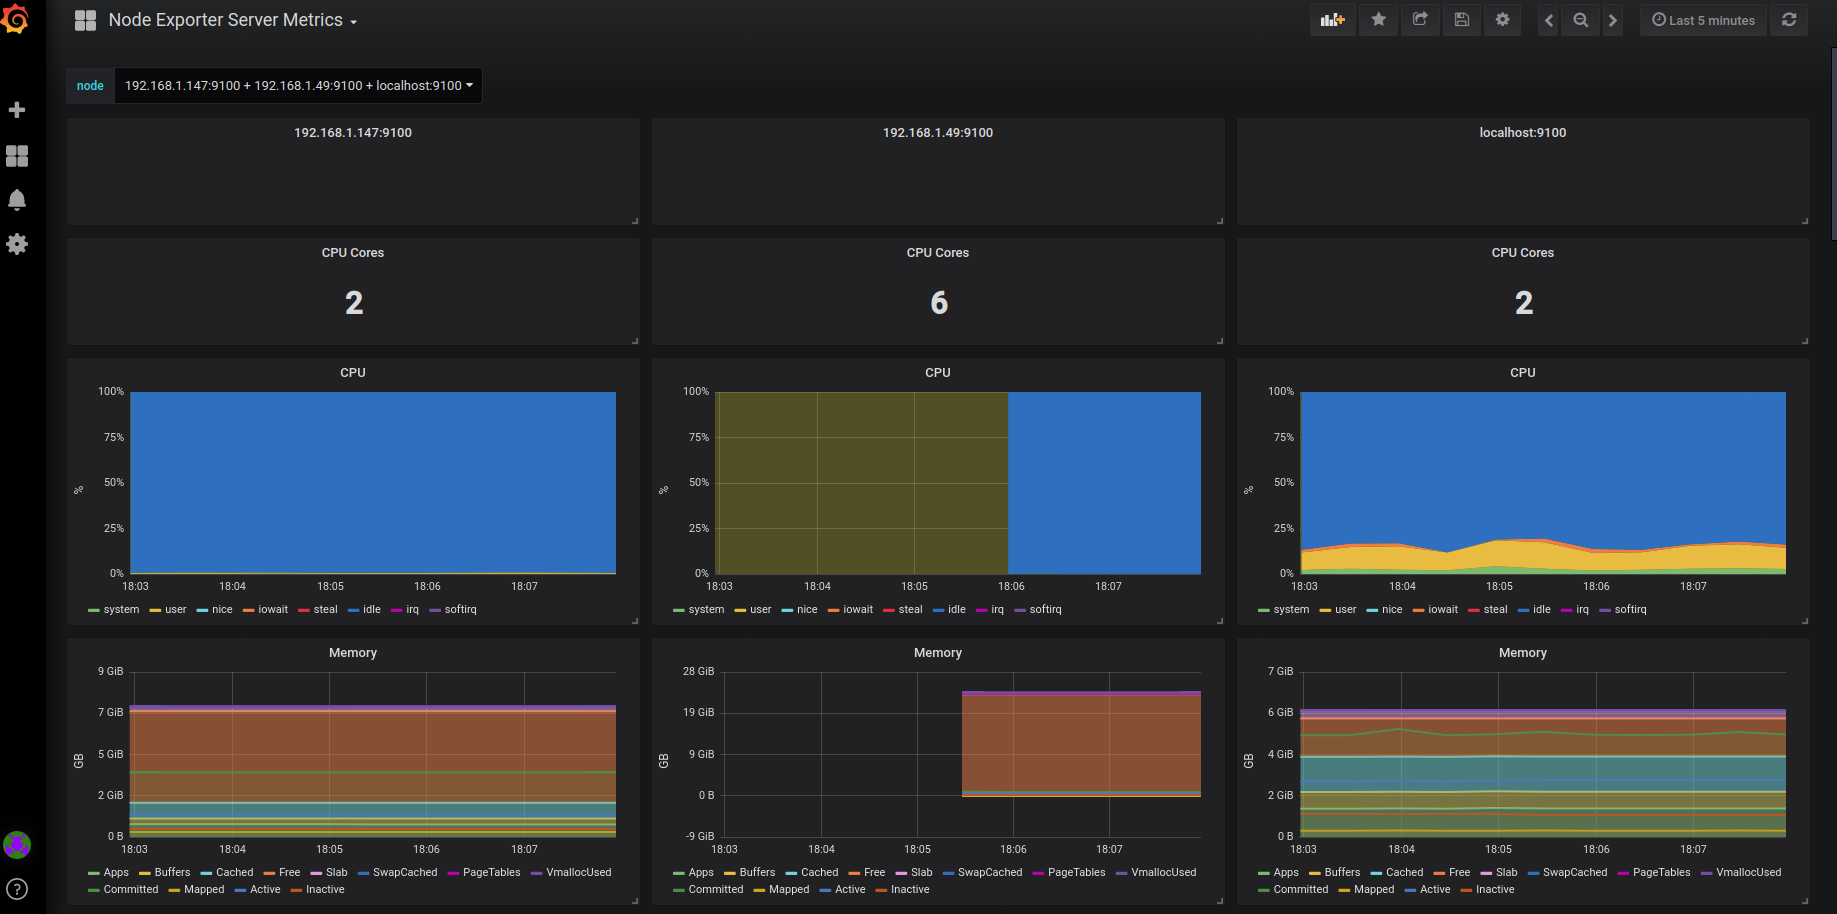 Node Exporter Server Metrics
Last 5 minutes
node 192.168.1.147:9100 + 192.168.1.49:9100 + localhost:9100
192.168.1.147:9100
192.168.1.49:9100
localhost:9100
CPU Cores
2
CPU Cores
6
CPU Cores
2
CPU
100%
75%
50%
25%
0%
%
18:03 18:04 18:05 18:06 18:07
system user nice iowait steal idle irq softirq
CPU
100%
75%
50%
25%
0%
%
18:03 18:04 18:05 18:06 18:07
system user nice iowait steal idle irq softirq
CPU
100%
75%
50%
25%
0%
%
18:03 18:04 18:05 18:06 18:07
system user nice iowait steal idle irq softirq
Memory
9 GiB
7 GiB
5 GiB
2 GiB
0 B
GB
18:03 18:04 18:05 18:06 18:07
Apps Buffers Cached Free Slab SwapCached PageTables VmallocUsed
Committed Mapped Active Inactive
Memory
28 GiB
19 GiB
9 GiB
0 B
-9 GiB
GB
18:03 18:04 18:05 18:06 18:07
Apps Buffers Cached Free Slab SwapCached PageTables VmallocUsed
Committed Mapped Active Inactive
Memory
7 GiB
6 GiB
4 GiB
2 GiB
0 B
GB
18:03 18:04 18:05 18:06 18:07
Apps Buffers Cached Free Slab SwapCached PageTables VmallocUsed
Committed Mapped Active Inactive